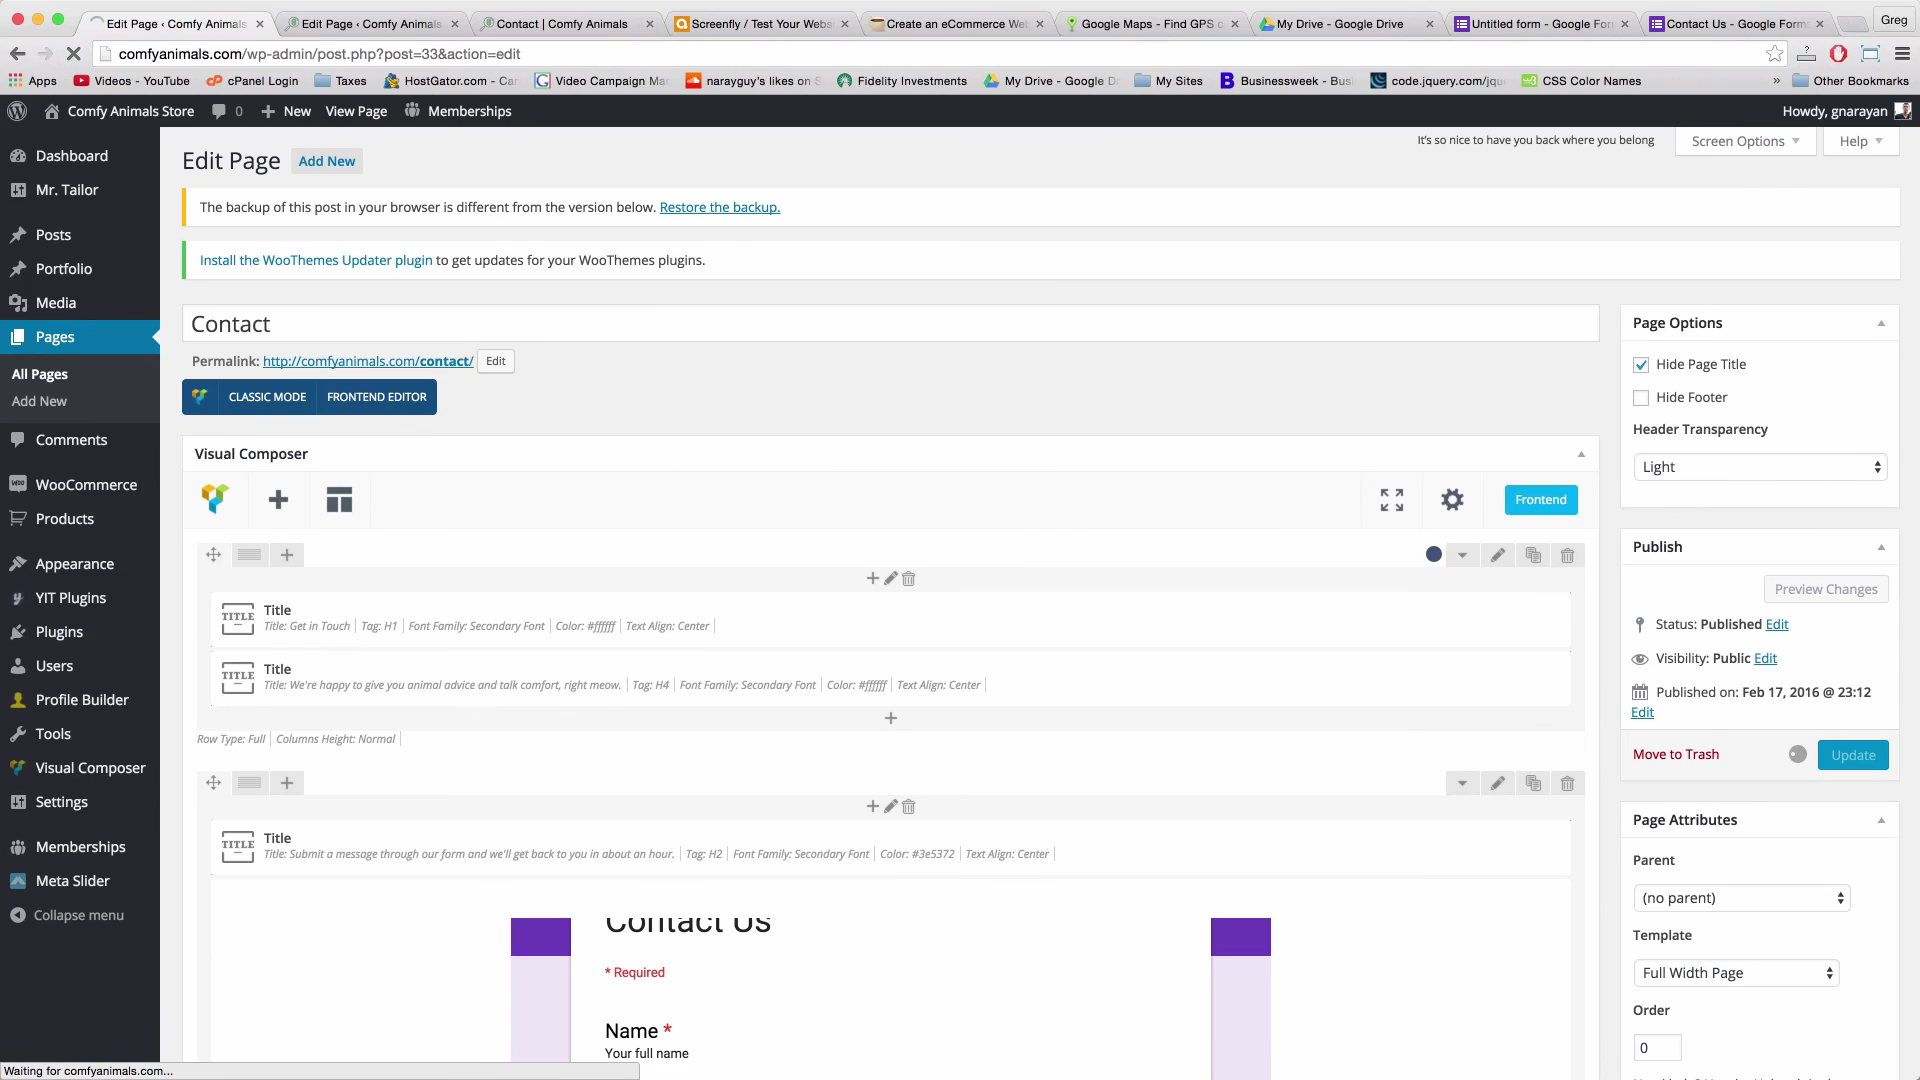 Edit Page ‹ Comfy Animals
Edit Page ‹ Comfy Animals
Contact | Comfy Animals
Screenfly / Test Your Webs
Create an eCommerce We
Google Maps - Find GPS c
My Drive - Google Drive
Untitled form - Google For
Contact Us - Google Form
Greg
comfyanimals.com/wp-admin/post.php?post=33&action=edit
Apps
Videos - YouTube
cPanel Login
Taxes
HostGator.com - Ca
Video Campaign Ma
narayguy's likes on S
Fidelity Investments
My Drive - Google D
My Sites
Businessweek - Bus
code.jquery.com/jq
CSS Color Names
»
Other Bookmarks
Comfy Animals Store
0
New
View Page
Memberships
Howdy, gnarayan
Dashboard
Mr. Tailor
Posts
Portfolio
Media
Pages
All Pages
Add New
Comments
WooCommerce
Products
Appearance
YIT Plugins
Plugins
Users
Profile Builder
Tools
Visual Composer
Settings
Memberships
Meta Slider
Collapse menu
Edit Page
Add New
It's so nice to have you back where you belong
Screen Options
Help
The backup of this post in your browser is different from the version below. Restore the backup.
Install the WooThemes Updater plugin to get updates for your WooThemes plugins.
Contact
Permalink: http://comfyanimals.com/contact/ Edit
CLASSIC MODE
FRONTEND EDITOR
Visual Composer
Frontend
TITLE
Title
Title: Get in Touch | Tag: H1 | Font Family: Secondary Font | Color: #ffffff | Text Align: Center |
TITLE
Title
Title: We're happy to give you animal advice and talk comfort, right meow. | Tag: H4 | Font Family: Secondary Font | Color: #ffffff | Text Align: Center |
Row Type: Full | Columns Height: Normal |
TITLE
Title
Title: Submit a message through our form and we'll get back to you in about an hour. | Tag: H2 | Font Family: Secondary Font | Color: #3e5372 | Text Align: Center |
Contact Us
* Required
Name *
Your full name
Page Options
Hide Page Title
Hide Footer
Header Transparency
Light
Publish
Preview Changes
Status: Published Edit
Visibility: Public Edit
Published on: Feb 17, 2016 @ 23:12
Edit
Move to Trash
Update
Page Attributes
Parent
(no parent)
Template
Full Width Page
Order
0
Waiting for comfyanimals.com...